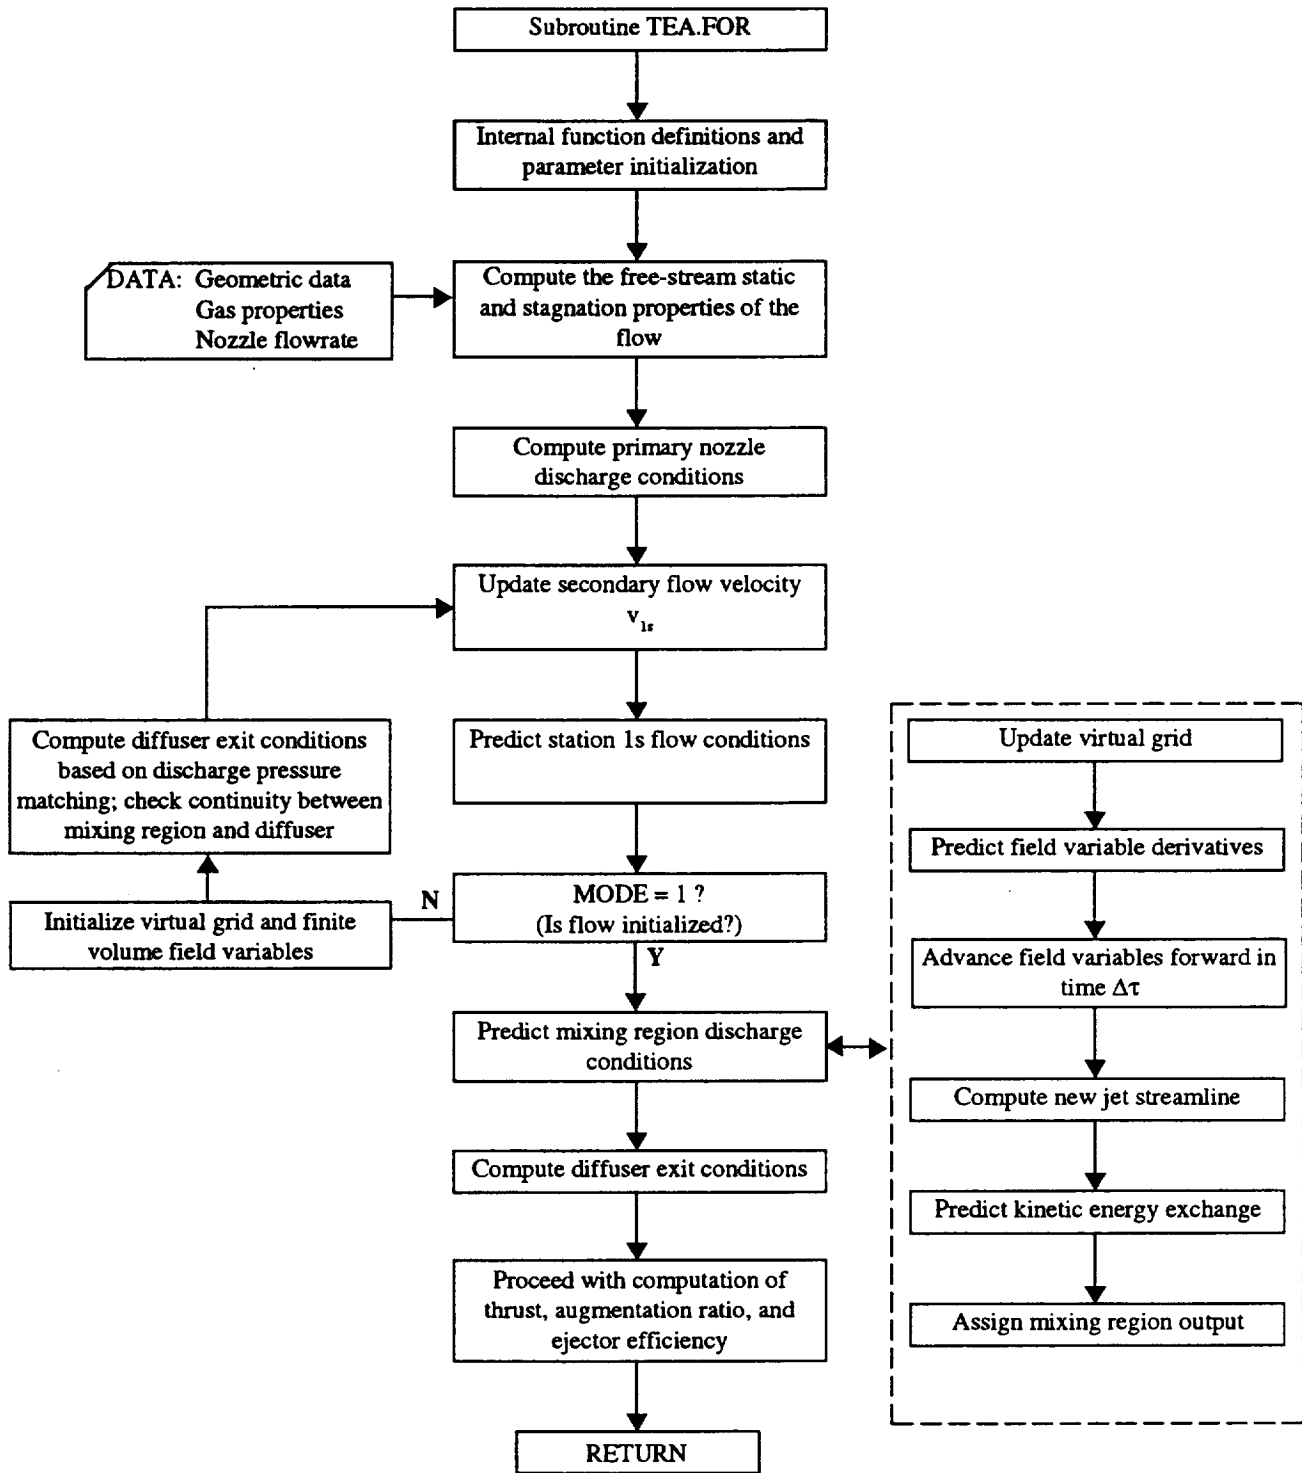 Subroutine TEA.FOR
Internal function definitions and
parameter initialization
DATA: Geometric data
Gas properties
Nozzle flowrate
Compute the free-stream static
and stagnation properties of the
flow
Compute primary nozzle
discharge conditions
Update secondary flow velocity
v1s
Compute diffuser exit conditions
based on discharge pressure
matching; check continuity between
mixing region and diffuser
Predict station 1s flow conditions
Initialize virtual grid and finite
volume field variables
N
MODE = 1 ?
(Is flow initialized?)
Y
Predict mixing region discharge
conditions
Compute diffuser exit conditions
Proceed with computation of
thrust, augmentation ratio, and
ejector efficiency
RETURN
Update virtual grid
Predict field variable derivatives
Advance field variables forward in
time Δτ
Compute new jet streamline
Predict kinetic energy exchange
Assign mixing region output